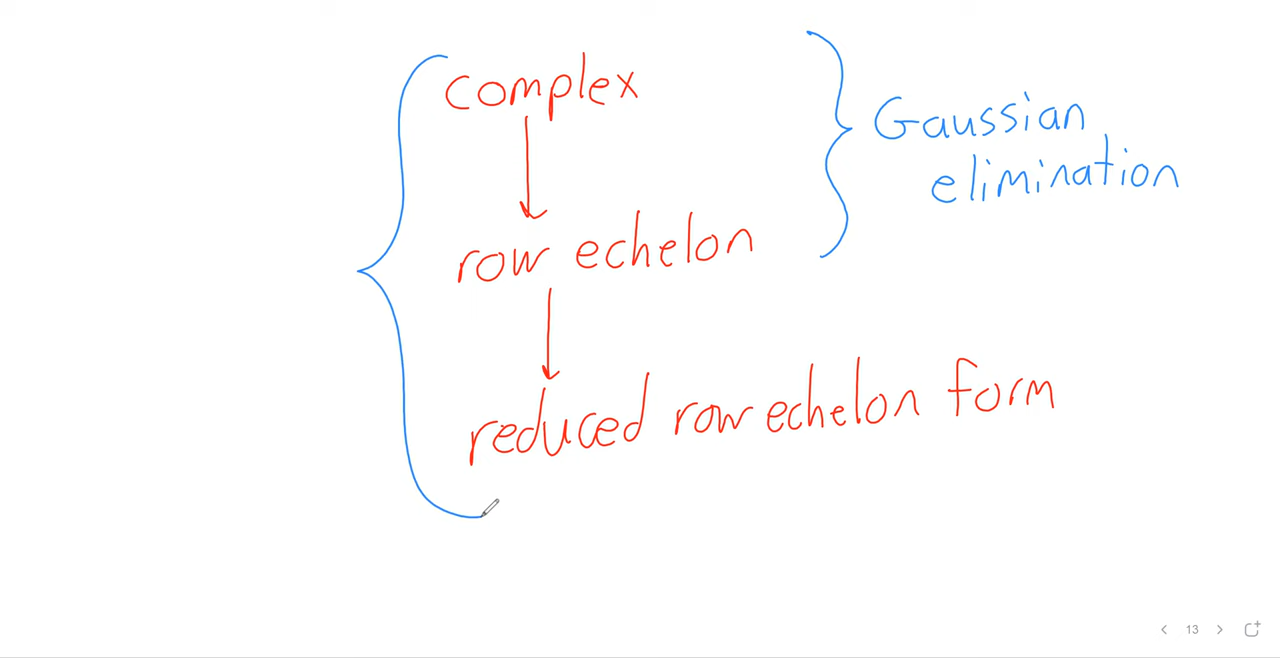 complex
Gaussian
elimination
row echelon
reduced row echelon form
13